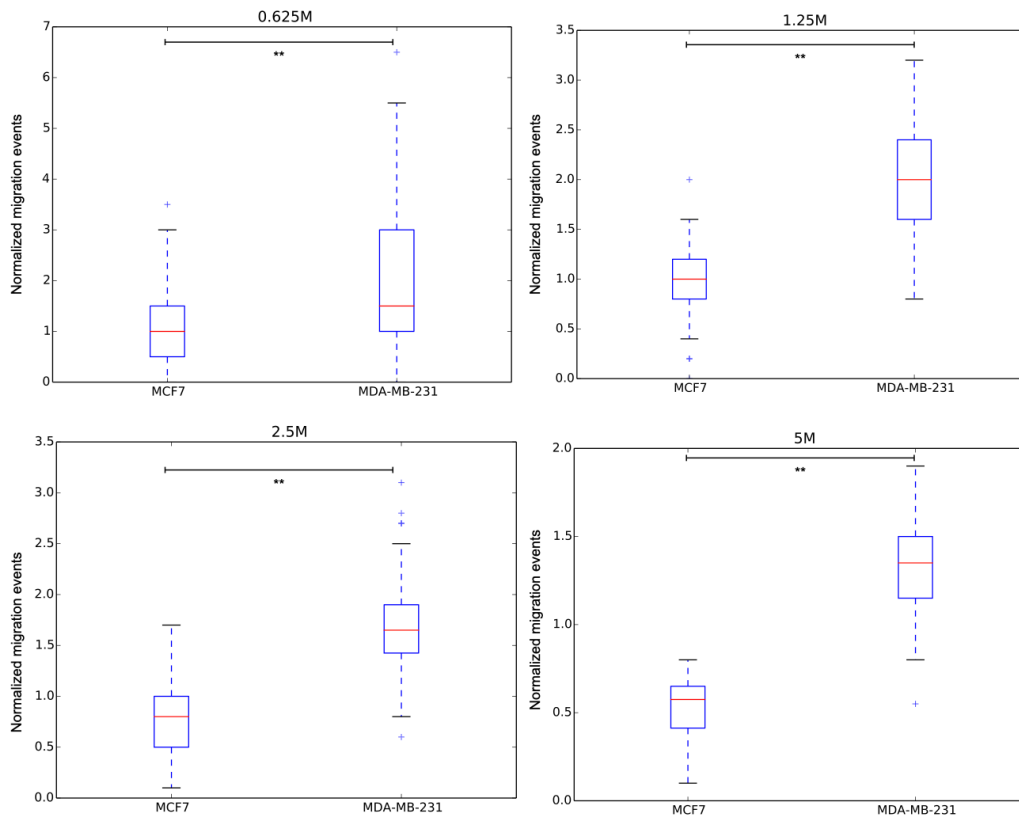 0.625M
7
6
5
4
3
2
1
0
Normalized migration events
**
MCF7
MDA-MB-231
1.25M
3.5
3.0
2.5
2.0
1.5
1.0
0.5
0.0
Normalized migration events
**
MCF7
MDA-MB-231
2.5M
3.5
3.0
2.5
2.0
1.5
1.0
0.5
0.0
Normalized migration events
**
MCF7
MDA-MB-231
5M
2.0
1.5
1.0
0.5
0.0
Normalized migration events
**
MCF7
MDA-MB-231